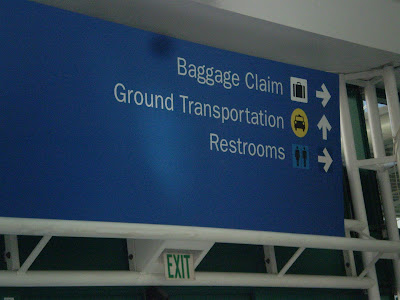 Baggage Claim
Ground Transportation
Restrooms
EXIT